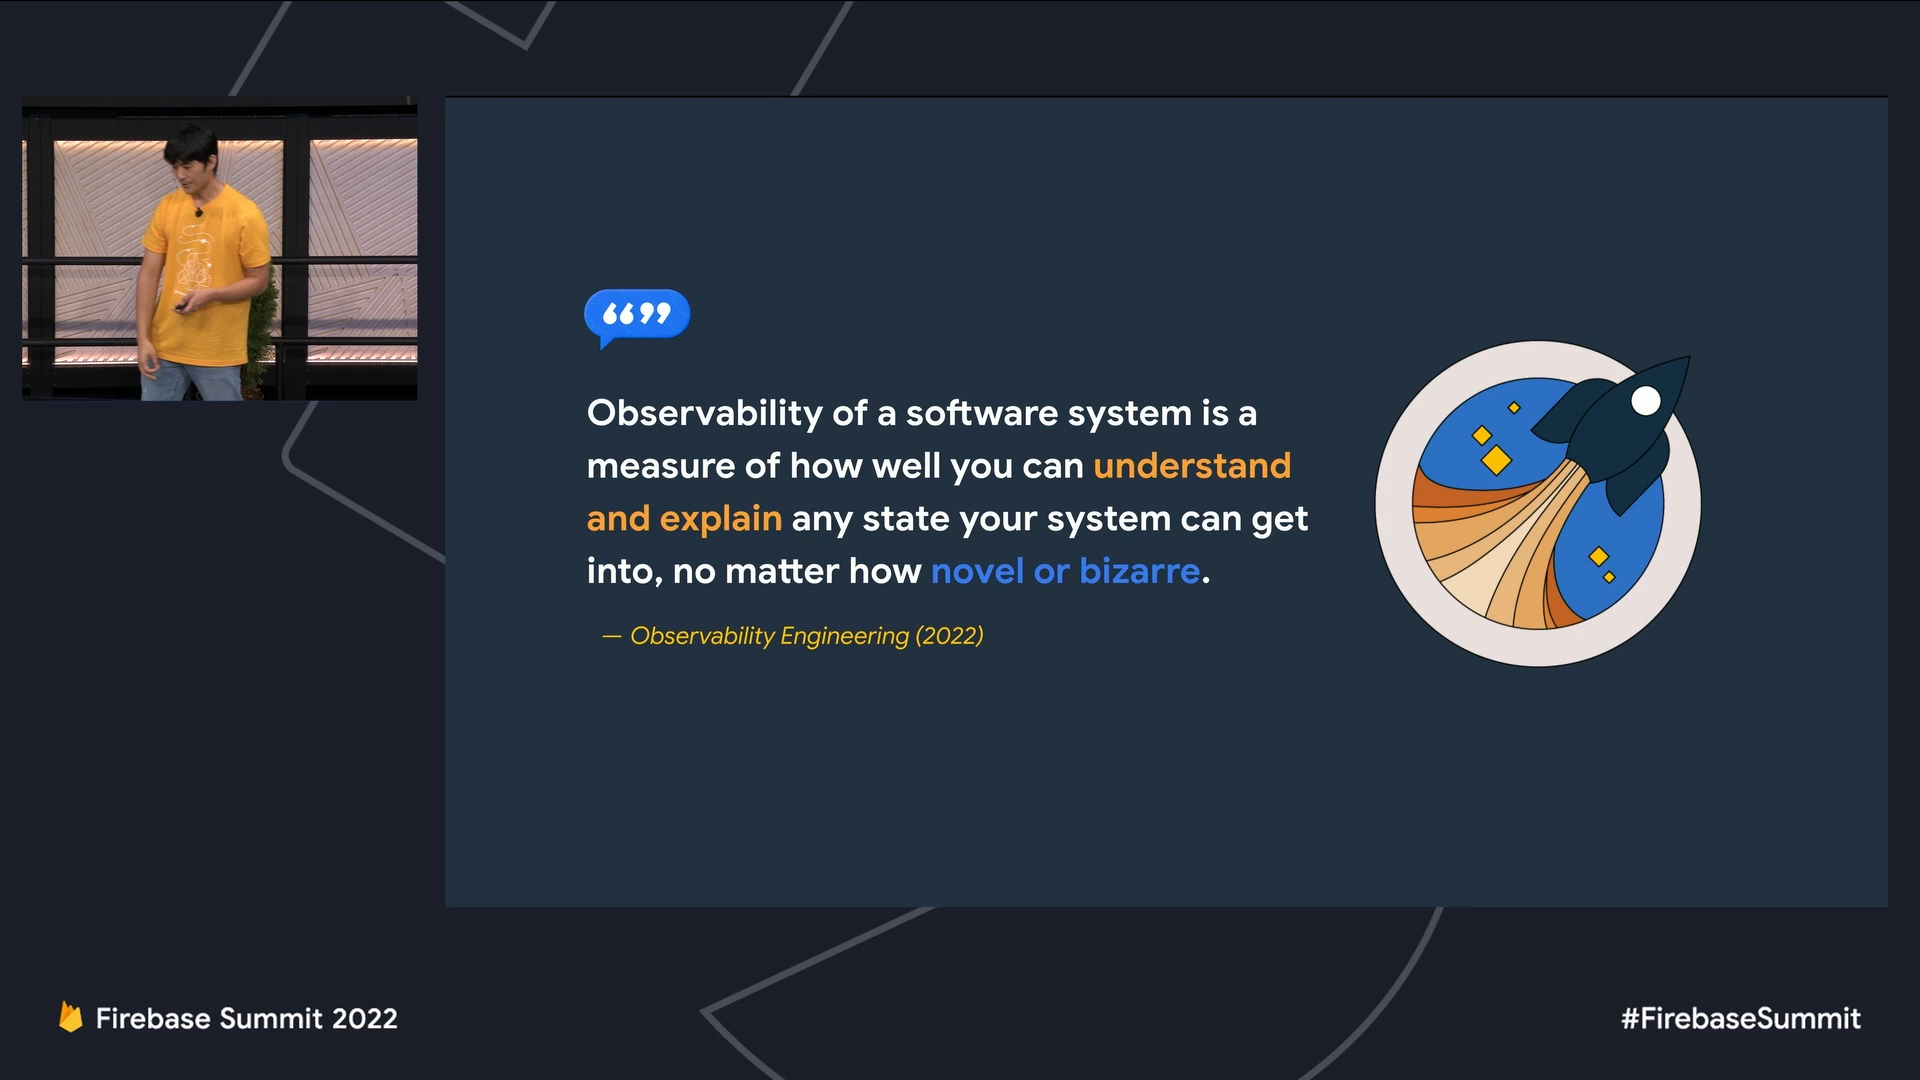 ❝❞
Observability of a software system is a
measure of how well you can understand
and explain any state your system can get
into, no matter how novel or bizarre.
— Observability Engineering (2022)
Firebase Summit 2022
#FirebaseSummit